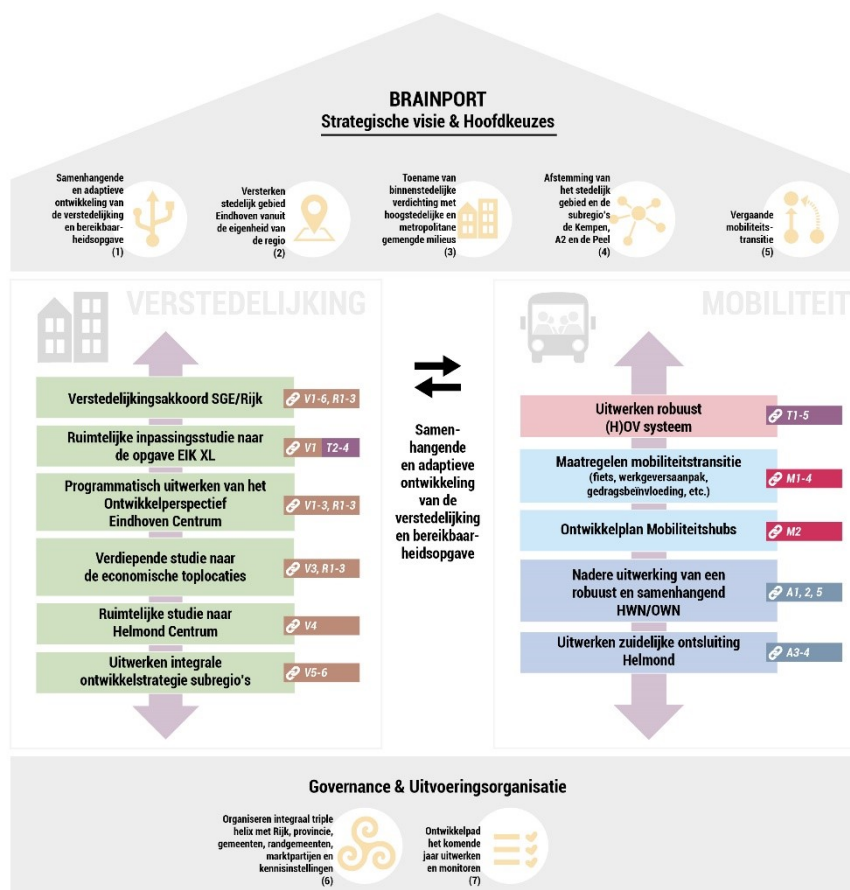 BRAINPORT
Strategische visie & Hoofdkeuzes
Samenhangende
en adaptieve
ontwikkeling van
de verstedelijking
en bereikbaar-
heidsopgave
(1)
Versterken
stedelijk gebied
Eindhoven vanuit
de eigenheid van
de regio
(2)
Toename van
binnenstedelijke
verdichting met
hoogstedelijke en
metropolitane
gemengde milieus
(3)
Afstemming van
het stedelijk
gebied en de
subregio's
de Kempen,
A2 en de Peel
(4)
Vergaande
mobiliteits-
transitie
(5)
VERSTEDELIJKING
Verstedelijkingsakkoord SGE/Rijk
V1-6, R1-3
Ruimtelijke inpassingsstudie naar
de opgave EIK XL
V1 T2-4
Programmatisch uitwerken van het
Ontwikkelperspectief
Eindhoven Centrum
V1-3, R1-3
Verdiepende studie naar
de economische toplocaties
V3, R1-3
Ruimtelijke studie naar
Helmond Centrum
V4
Uitwerken integrale
ontwikkelstrategie subregio's
V5-6
Samen-
hangende
en adaptieve
ontwikkeling
van de
verstedelijking
en bereikbaar-
heidsopgave
MOBILITEIT
Uitwerken robuust
(H)OV systeem
T1-5
Maatregelen mobiliteitstransitie
(fiets, werkgeversaanpak,
gedragsbeïnvloeding, etc.)
M1-4
Ontwikkelplan Mobiliteitshubs
M2
Nadere uitwerking van een
robuust en samenhangend
HWN/OWN
A1, 2, 5
Uitwerken zuidelijke ontsluiting
Helmond
A3-4
Governance & Uitvoeringsorganisatie
Organiseren integraal triple
helix met Rijk, provincie,
gemeenten, randgemeenten,
marktpartijen en
kennisinstellingen
(6)
Ontwikkelpad
het komende
jaar uitwerken
en monitoren
(7)